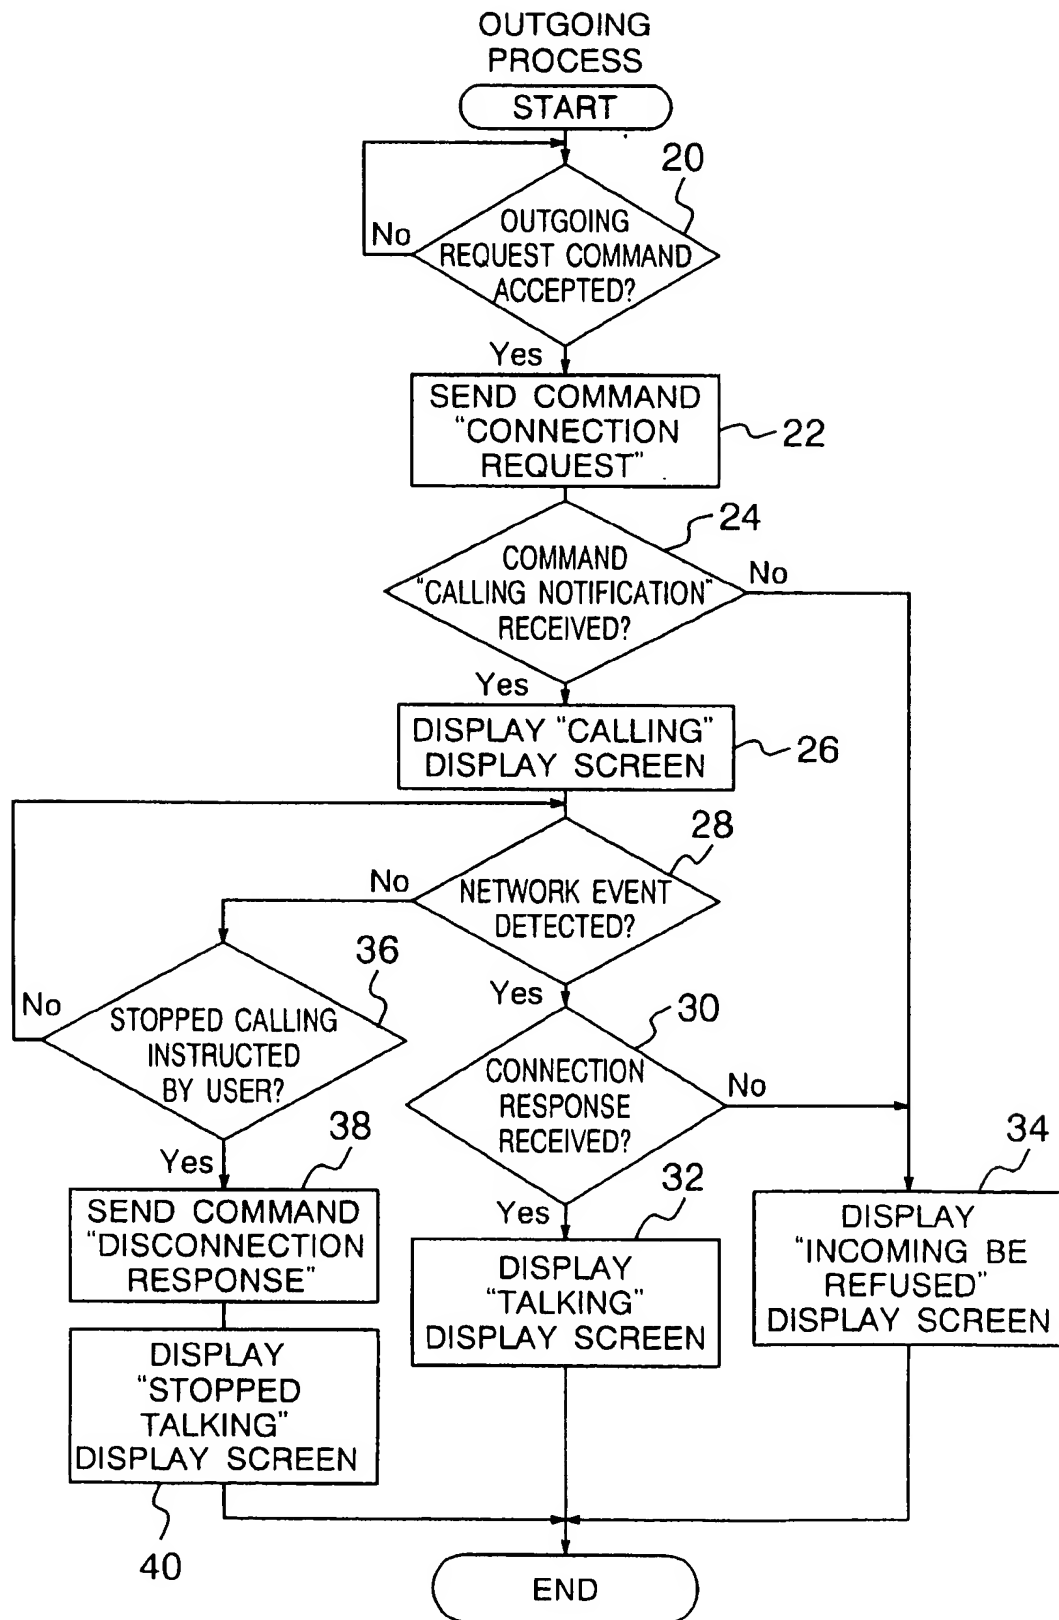 OUTGOING
PROCESS
START
20
OUTGOING
REQUEST COMMAND
ACCEPTED?
No
Yes
SEND COMMAND
"CONNECTION
REQUEST"
22
24
COMMAND
"CALLING NOTIFICATION"
RECEIVED?
No
Yes
DISPLAY "CALLING"
DISPLAY SCREEN
26
28
NETWORK EVENT
DETECTED?
No
Yes
36
STOPPED CALLING
INSTRUCTED
BY USER?
No
Yes
30
CONNECTION
RESPONSE
RECEIVED?
No
Yes
38
SEND COMMAND
"DISCONNECTION
RESPONSE"
32
DISPLAY
"TALKING"
DISPLAY SCREEN
34
DISPLAY
"INCOMING BE
REFUSED"
DISPLAY SCREEN
DISPLAY
"STOPPED
TALKING"
DISPLAY SCREEN
40
END